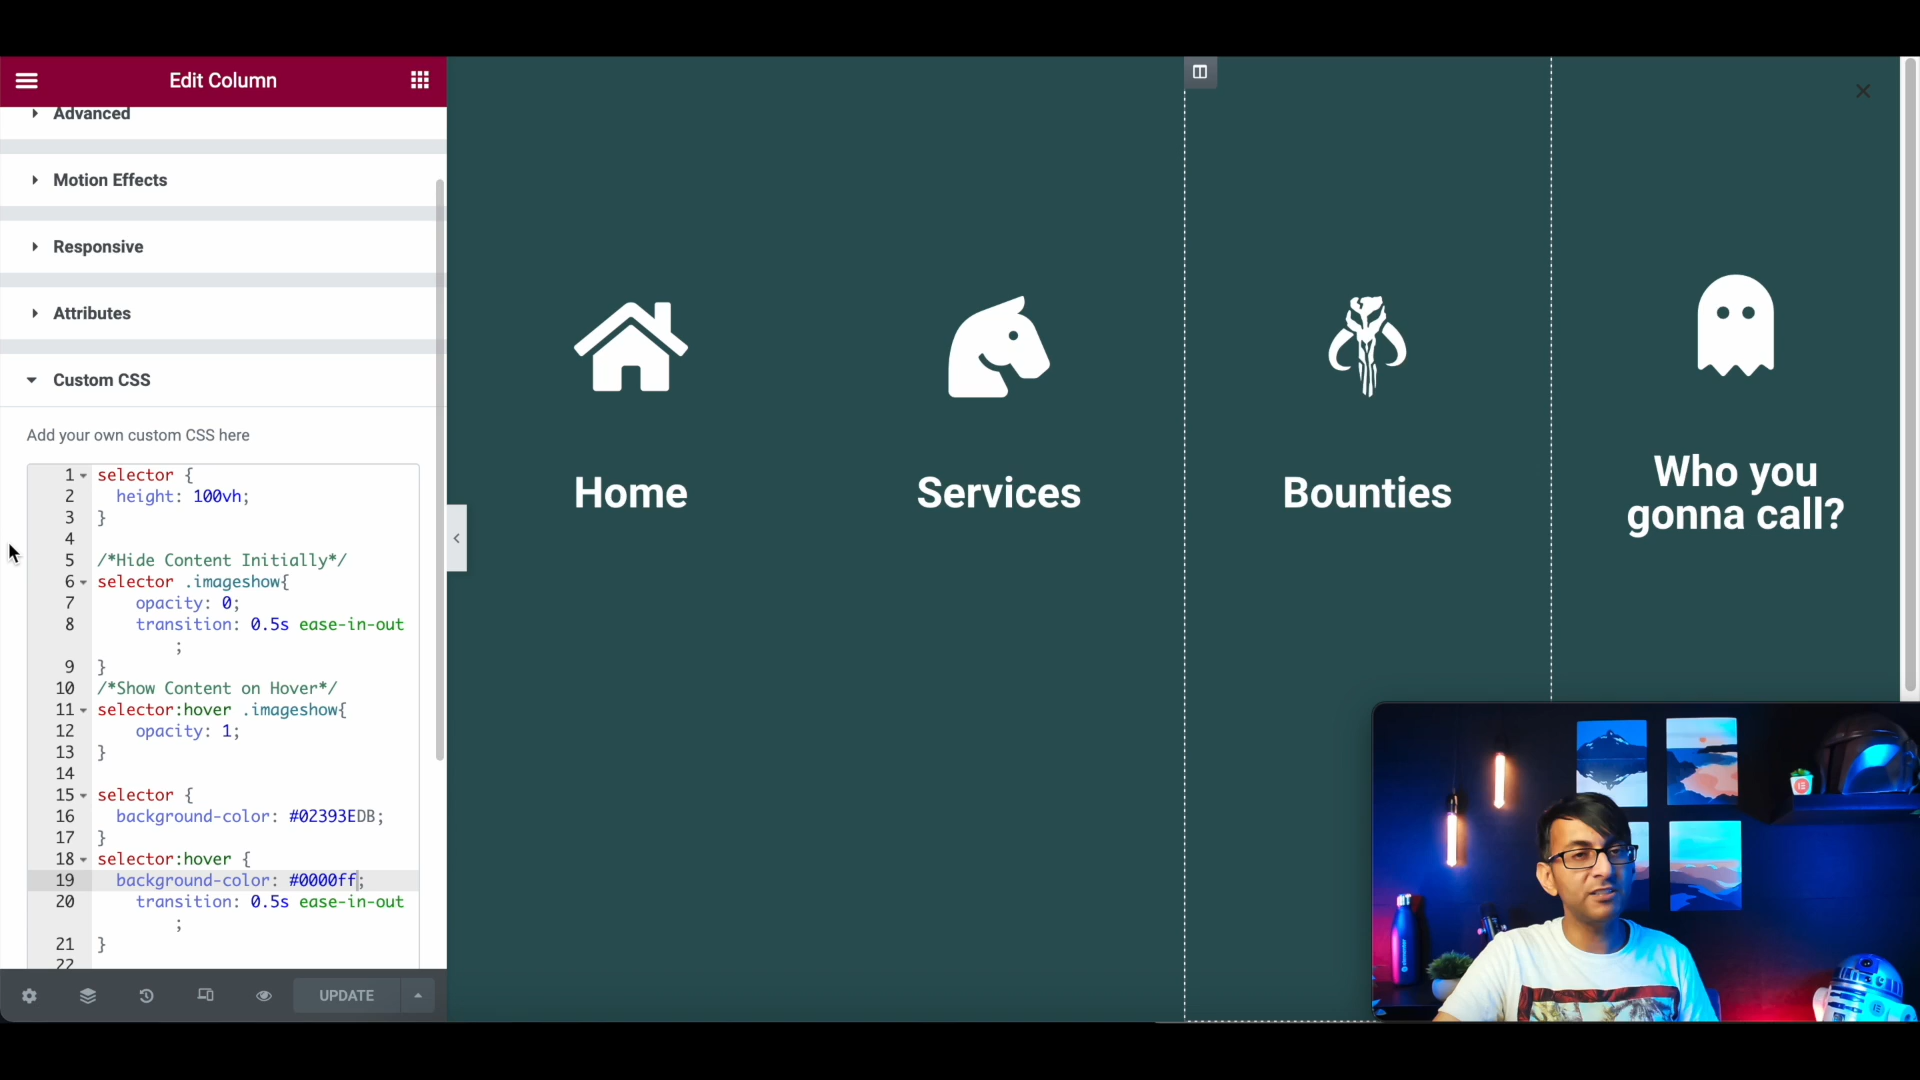 Edit Column
Advanced
Motion Effects
Responsive
Attributes
Custom CSS
Add your own custom CSS here
1 selector {
2 height: 100vh;
3 }
4
5 /*Hide Content Initially*/
6 selector .imageshow{
7 opacity: 0;
8 transition: 0.5s ease-in-out
;
9 }
10 /*Show Content on Hover*/
11 selector:hover .imageshow{
12 opacity: 1;
13 }
14
15 selector {
16 background-color: #02393EDB;
17 }
18 selector:hover {
19 background-color: #0000ff;
20 transition: 0.5s ease-in-out
;
21 }
22
UPDATE
Home
Services
Bounties
Who you
gonna call?